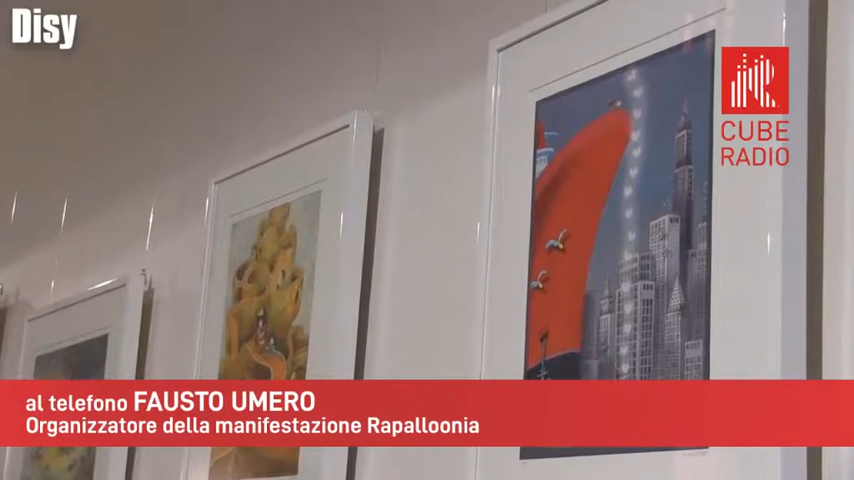 Disy
CUBE
RADIO
al telefono FAUSTO UMERO
Organizzatore della manifestazione Rapalloonia